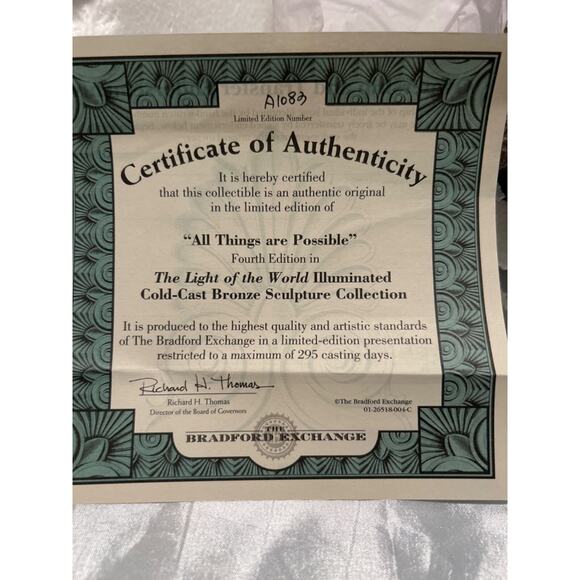 A1083
Limited Edition Number
Certificate of Authenticity
It is hereby certified
that this collectible is an authentic original
in the limited edition of
“All Things are Possible”
Fourth Edition in
The Light of the World Illuminated
Cold-Cast Bronze Sculpture Collection
It is produced to the highest quality and artistic standards
of The Bradford Exchange in a limited-edition presentation
restricted to a maximum of 295 casting days.
Richard H. Thomas
Richard H. Thomas
Director of the Board of Governors
©The Bradford Exchange
01-26518-004-C
THE
BRADFORD EXCHANGE